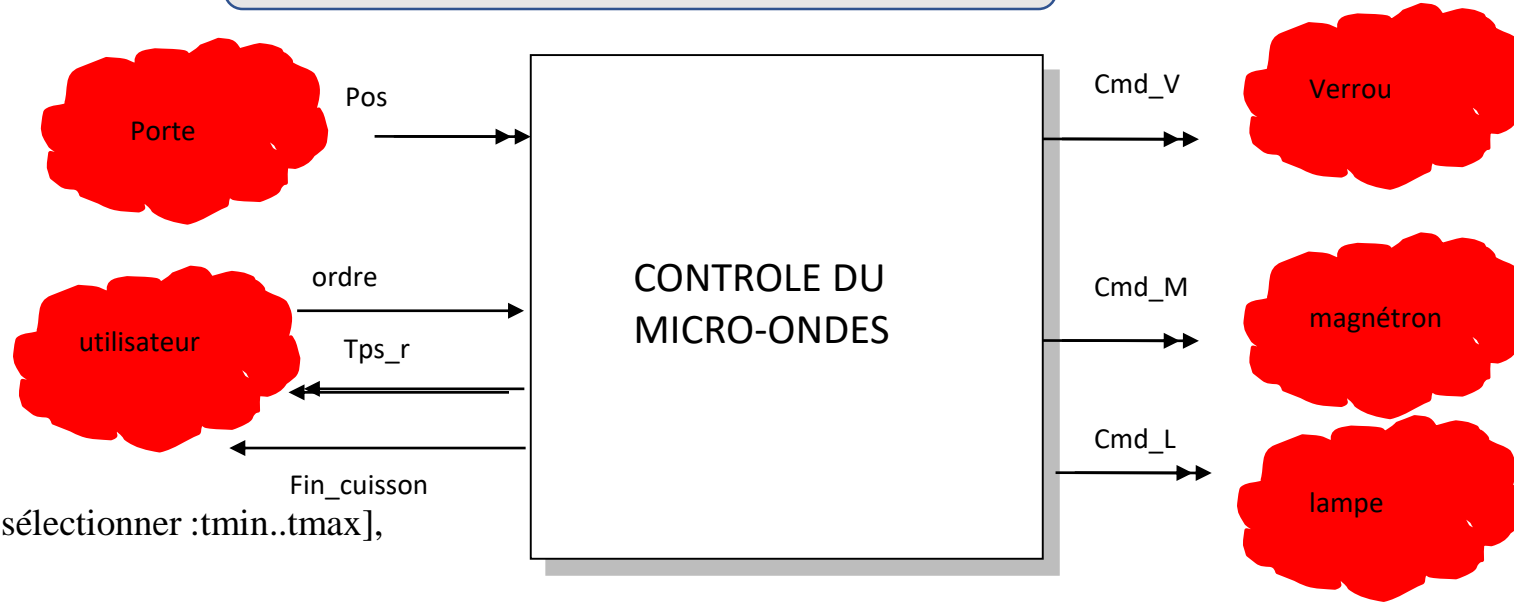 Pos
Porte
Cmd_V
Verrou
ordre
utilisateur
Tps_r
Fin_cuisson
CONTROLE DU
MICRO-ONDES
Cmd_M
magnétron
Cmd_L
lampe
sélectionner :tmin..tmax],